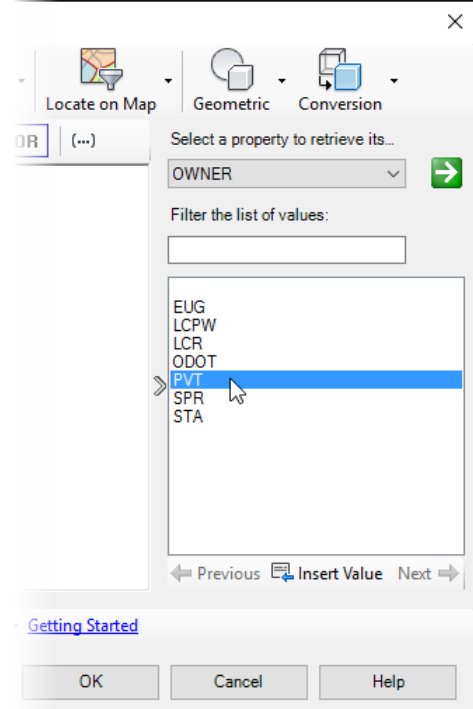 Locate on Map Geometric Conversion
OR (...) Select a property to retrieve its...
OWNER
Filter the list of values:
EUG
LCPW
LCR
ODOT
PVT
SPR
STA
Previous Insert Value Next
Getting Started
OK Cancel Help